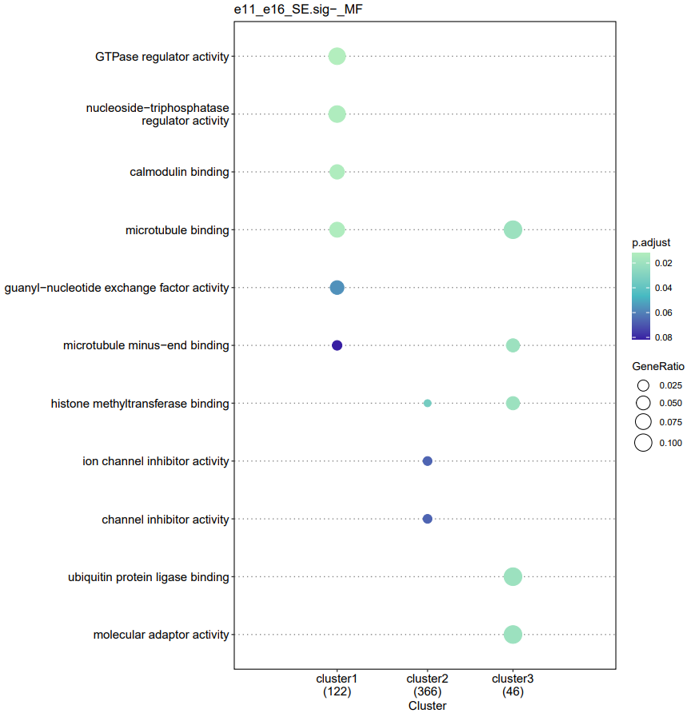 e11_e16_SE.sig−_MF
GTPase regulator activity
nucleoside−triphosphatase
regulator activity
calmodulin binding
microtubule binding
guanyl−nucleotide exchange factor activity
microtubule minus−end binding
histone methyltransferase binding
ion channel inhibitor activity
channel inhibitor activity
ubiquitin protein ligase binding
molecular adaptor activity
cluster1
(122)
cluster2
(366)
cluster3
(46)
Cluster
p.adjust
0.02
0.04
0.06
0.08
GeneRatio
0.025
0.050
0.075
0.100